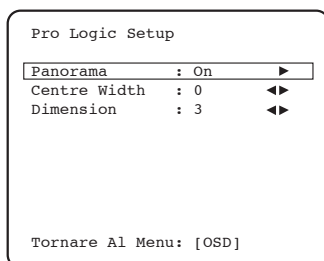 Pro Logic Setup
Panorama : On ►
Centre Width : 0 ◄►
Dimension : 3 ◄►
Tornare Al Menu: [OSD]